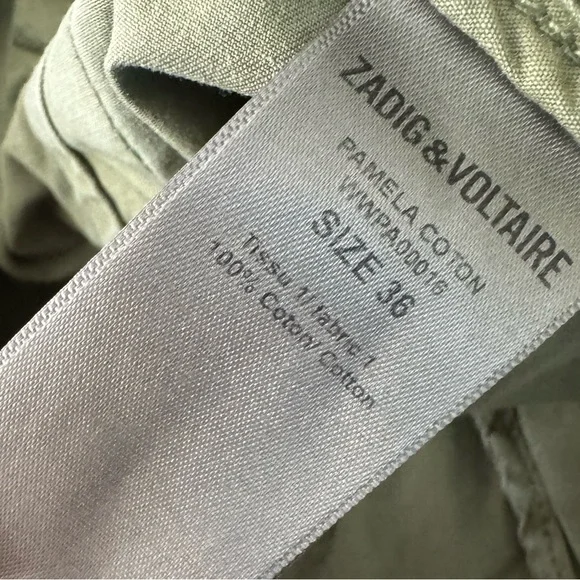 ZADIG&VOLTAIRE
PAMELA COTON
WWPA00016
SIZE 36
Tissu 1/ fabric 1
100% Coton/ Cotton